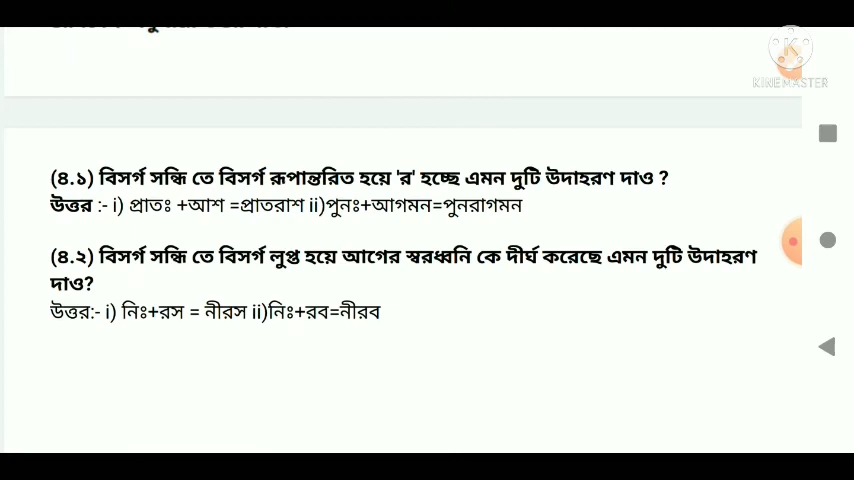 KINEMASTER
(৪.১) বিসর্গ সন্ধি তে বিসর্গ রূপান্তরিত হয়ে 'র' হচ্ছে এমন দুটি উদাহরণ দাও ?
উত্তর :- i) প্রাতঃ +আশ =প্রাতরাশ ii)পুনঃ+আগমন=পুনরাগমন
(৪.২) বিসর্গ সন্ধি তে বিসর্গ লুপ্ত হয়ে আগের স্বরধ্বনি কে দীর্ঘ করেছে এমন দুটি উদাহরণ
দাও?
উত্তর:- i) নিঃ+রস = নীরস ii)নিঃ+রব=নীরব